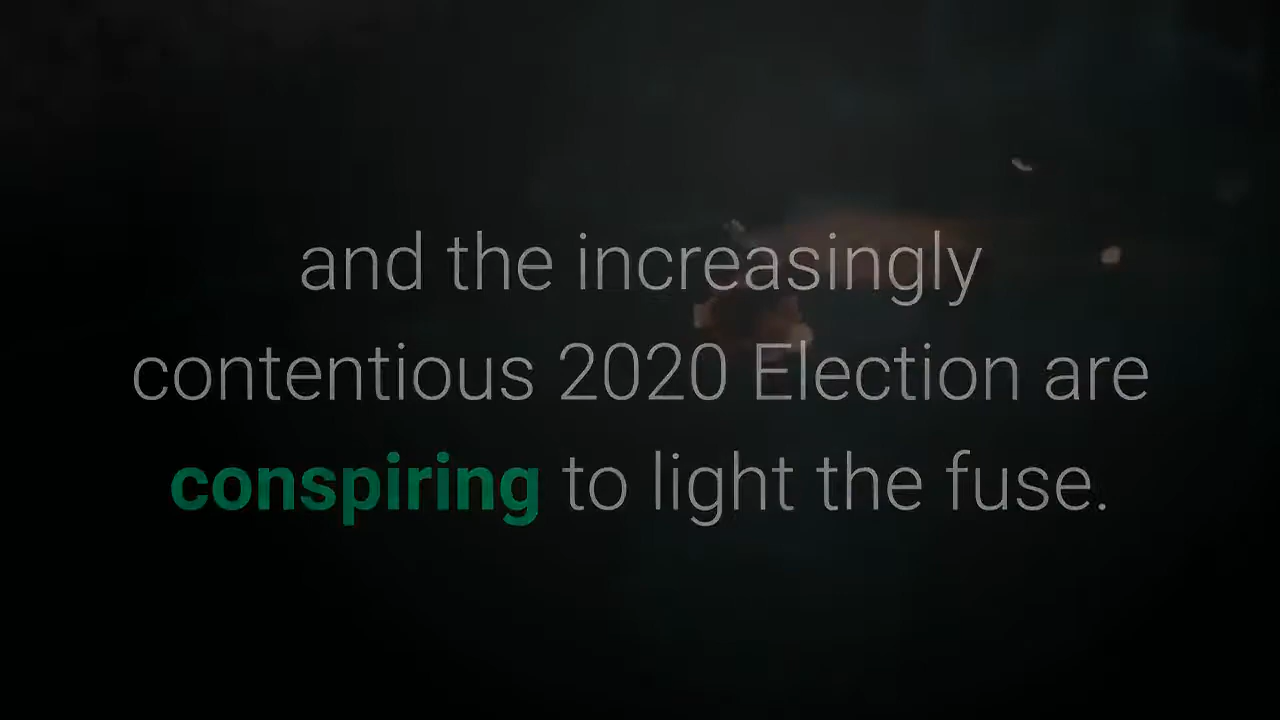 and the increasingly
contentious 2020 Election are
conspiring to light the fuse.